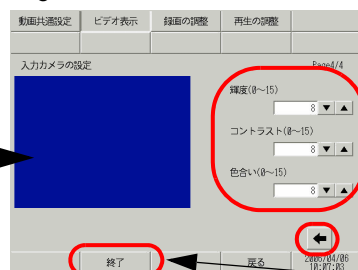 動画共通設定 ビデオ表示 録画の調整 再生の調整
入力カメラの設定 Page4/4
輝度(0～15)
8 ▼ ▲
コントラスト(0～15)
8 ▼ ▲
色合い(0～15)
8 ▼ ▲
終了 戻る 2006/04/06
10:07:03